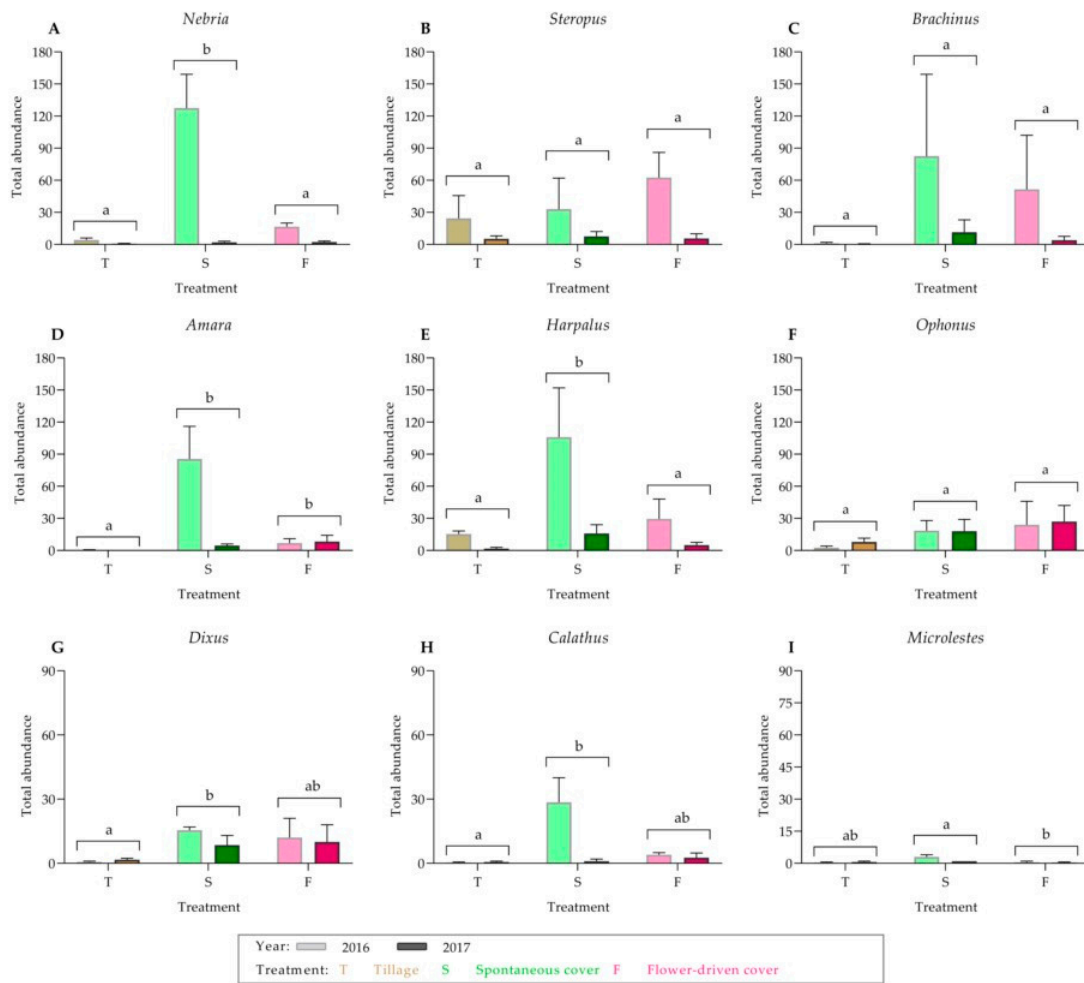 A Nebria
180
150
120
90
60
30
0
Total abundance
a
b
a
T S F
Treatment
B Steropus
180
150
120
90
60
30
0
Total abundance
a
a
a
T S F
Treatment
C Brachinus
180
150
120
90
60
30
0
Total abundance
a
a
a
T S F
Treatment
D Amara
180
150
120
90
60
30
0
Total abundance
a
b
b
T S F
Treatment
E Harpalus
180
150
120
90
60
30
0
Total abundance
a
b
a
T S F
Treatment
F Ophonus
180
150
120
90
60
30
0
Total abundance
a
a
a
T S F
Treatment
G Dixus
90
60
30
0
Total abundance
a
b
ab
T S F
Treatment
H Calathus
90
60
30
0
Total abundance
a
b
ab
T S F
Treatment
I Microlestes
90
75
60
45
30
15
0
Total abundance
ab
a
b
T S F
Treatment
Year: 2016 2017
Treatment: T Tillage S Spontaneous cover F Flower-driven cover